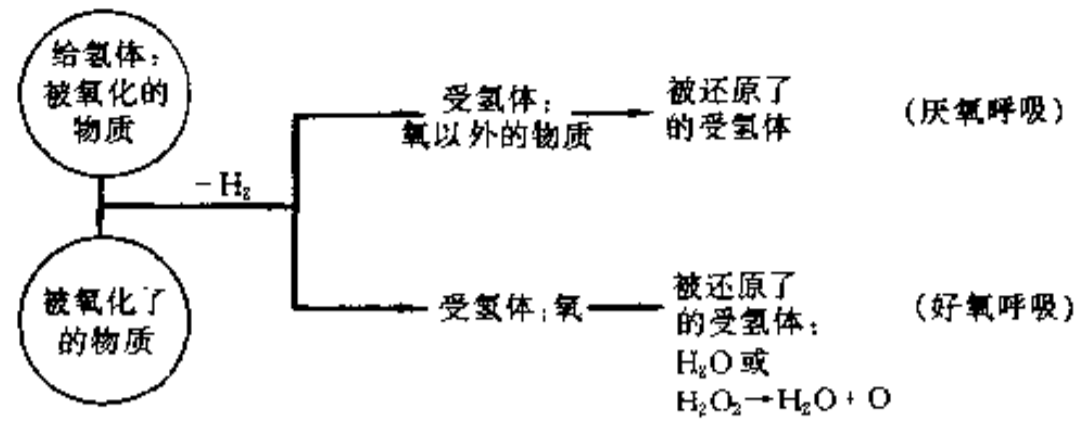 给氢体：
被氧化的
物质
－H₂
被氧化了
的物质
受氢体：
氧以外的物质
被还原了
的受氢体
（厌氧呼吸）
受氢体：氧
被还原了
的受氢体：
H₂O 或
H₂O₂→H₂O + O
（好氧呼吸）